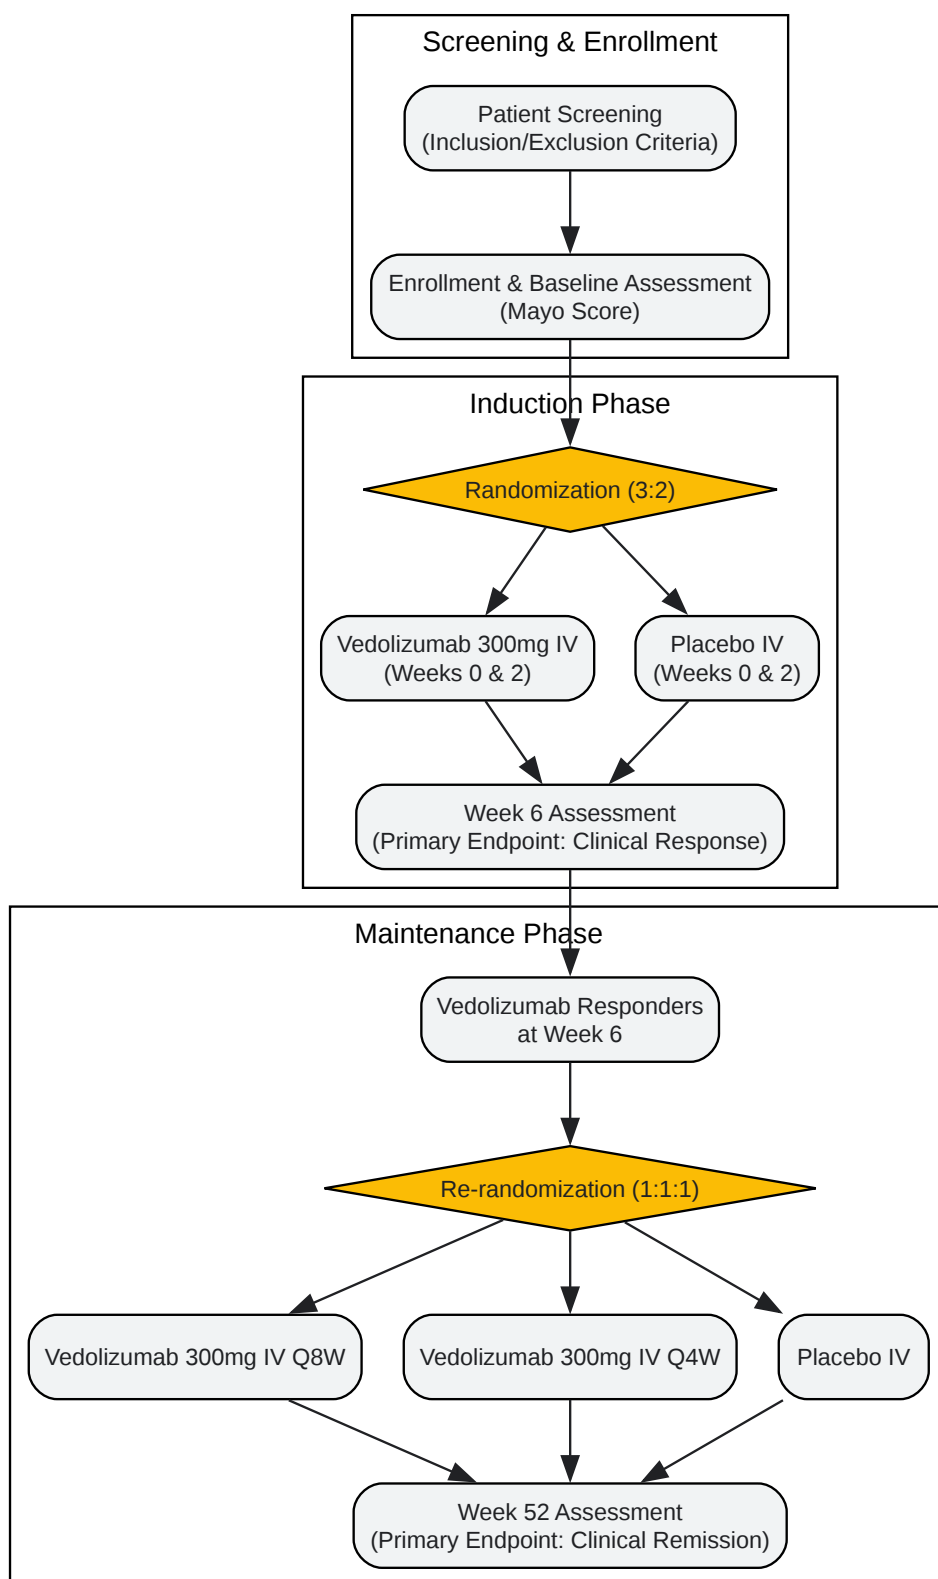 Screening & Enrollment
Patient Screening
(Inclusion/Exclusion Criteria)
Enrollment & Baseline Assessment
(Mayo Score)
Induction Phase
Randomization (3:2)
Vedolizumab 300mg IV
(Weeks 0 & 2)
Placebo IV
(Weeks 0 & 2)
Week 6 Assessment
(Primary Endpoint: Clinical Response)
Maintenance Phase
Vedolizumab Responders
at Week 6
Re-randomization (1:1:1)
Vedolizumab 300mg IV Q8W
Vedolizumab 300mg IV Q4W
Placebo IV
Week 52 Assessment
(Primary Endpoint: Clinical Remission)